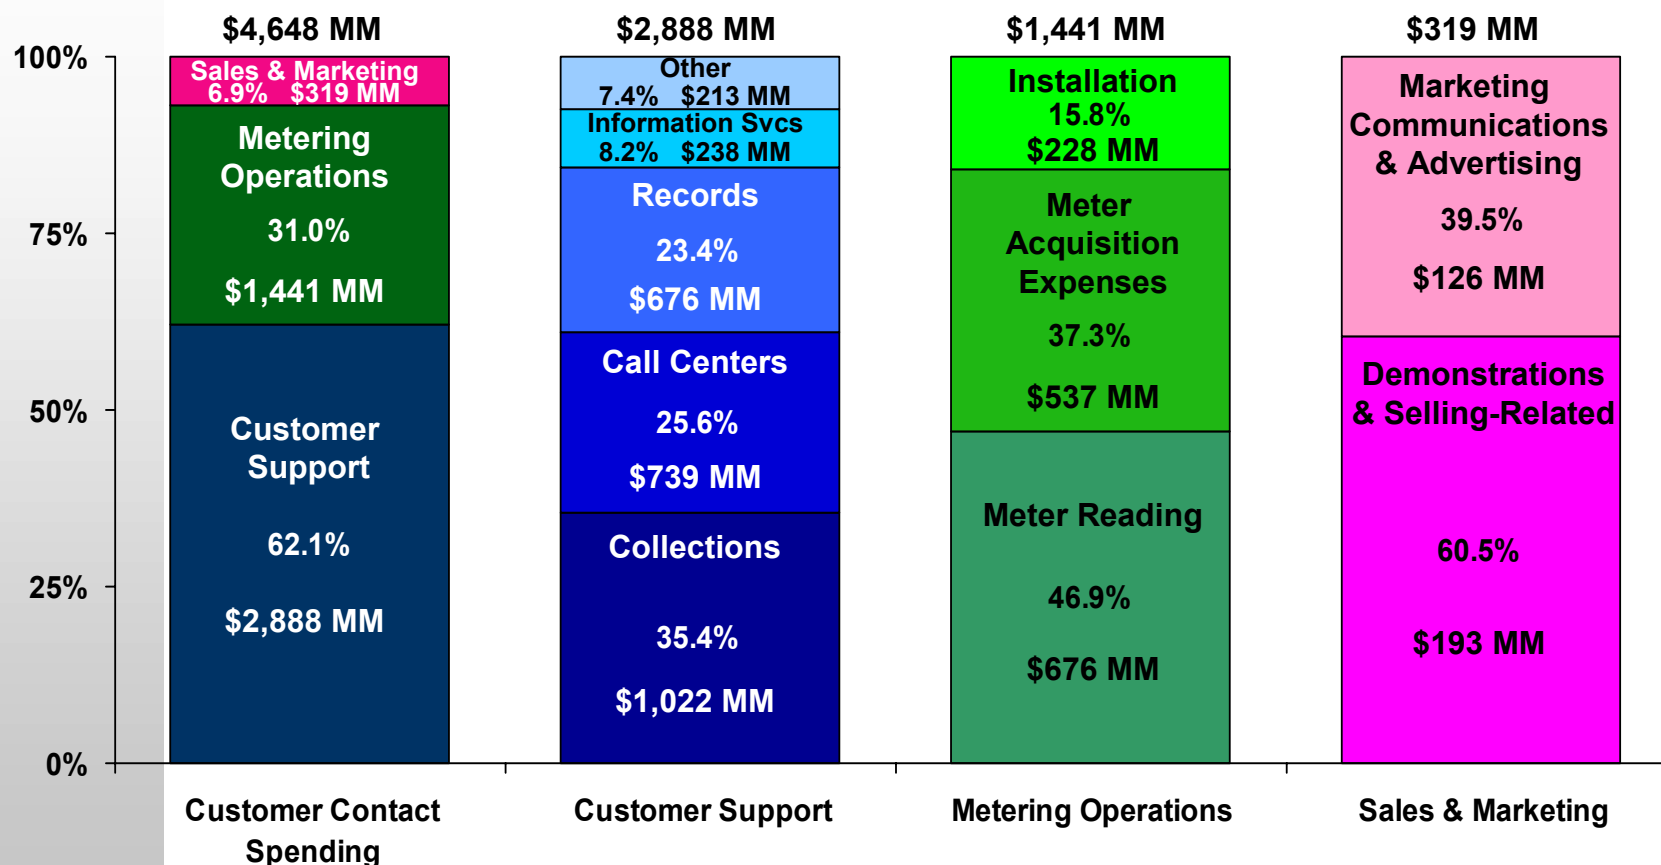 $4,648 MM
$2,888 MM
$1,441 MM
$319 MM
100%
75%
50%
25%
0%
Sales & Marketing
6.9% $319 MM
Metering
Operations
31.0%
$1,441 MM
Customer
Support
62.1%
$2,888 MM
Other
7.4% $213 MM
Information Svcs
8.2% $238 MM
Records
23.4%
$676 MM
Call Centers
25.6%
$739 MM
Collections
35.4%
$1,022 MM
Installation
15.8%
$228 MM
Meter
Acquisition
Expenses
37.3%
$537 MM
Meter Reading
46.9%
$676 MM
Marketing
Communications
& Advertising
39.5%
$126 MM
Demonstrations
& Selling-Related
60.5%
$193 MM
Customer Contact
Spending
Customer Support
Metering Operations
Sales & Marketing